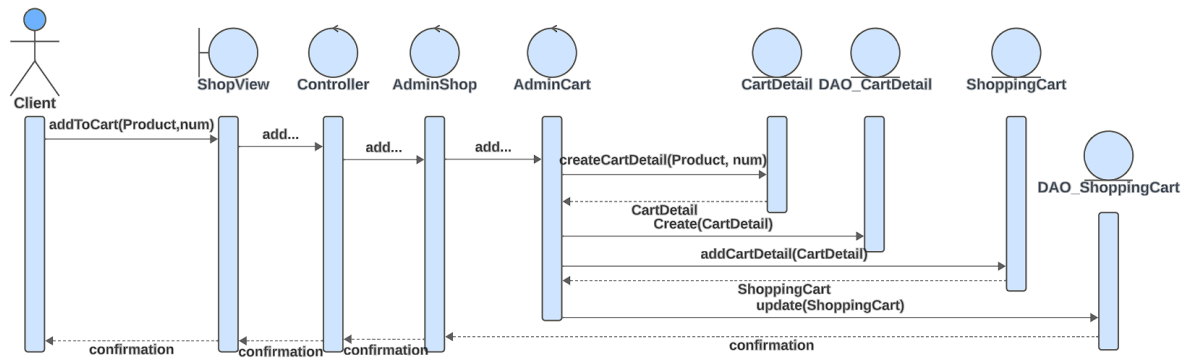 Client
ShopView
Controller
AdminShop
AdminCart
CartDetail
DAO_CartDetail
ShoppingCart
DAO_ShoppingCart
addToCart(Product,num)
add...
add...
add...
createCartDetail(Product, num)
CartDetail
Create(CartDetail)
addCartDetail(CartDetail)
ShoppingCart
update(ShoppingCart)
confirmation
confirmation
confirmation
confirmation